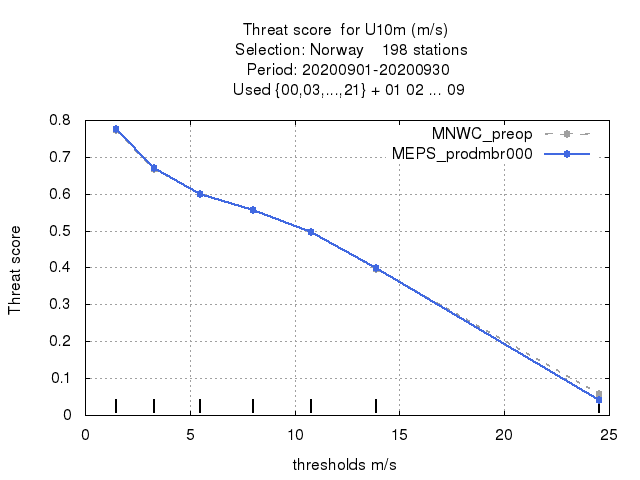 Threat score  for U10m (m/s)
Selection: Norway    198 stations
Period: 20200901-20200930
Used {00,03,...,21} + 01 02 ... 09
MNWC_preop
MEPS_prodmbr000
0.8
0.7
0.6
0.5
0.4
0.3
0.2
0.1
0
Threat score
0 5 10 15 20 25
thresholds m/s